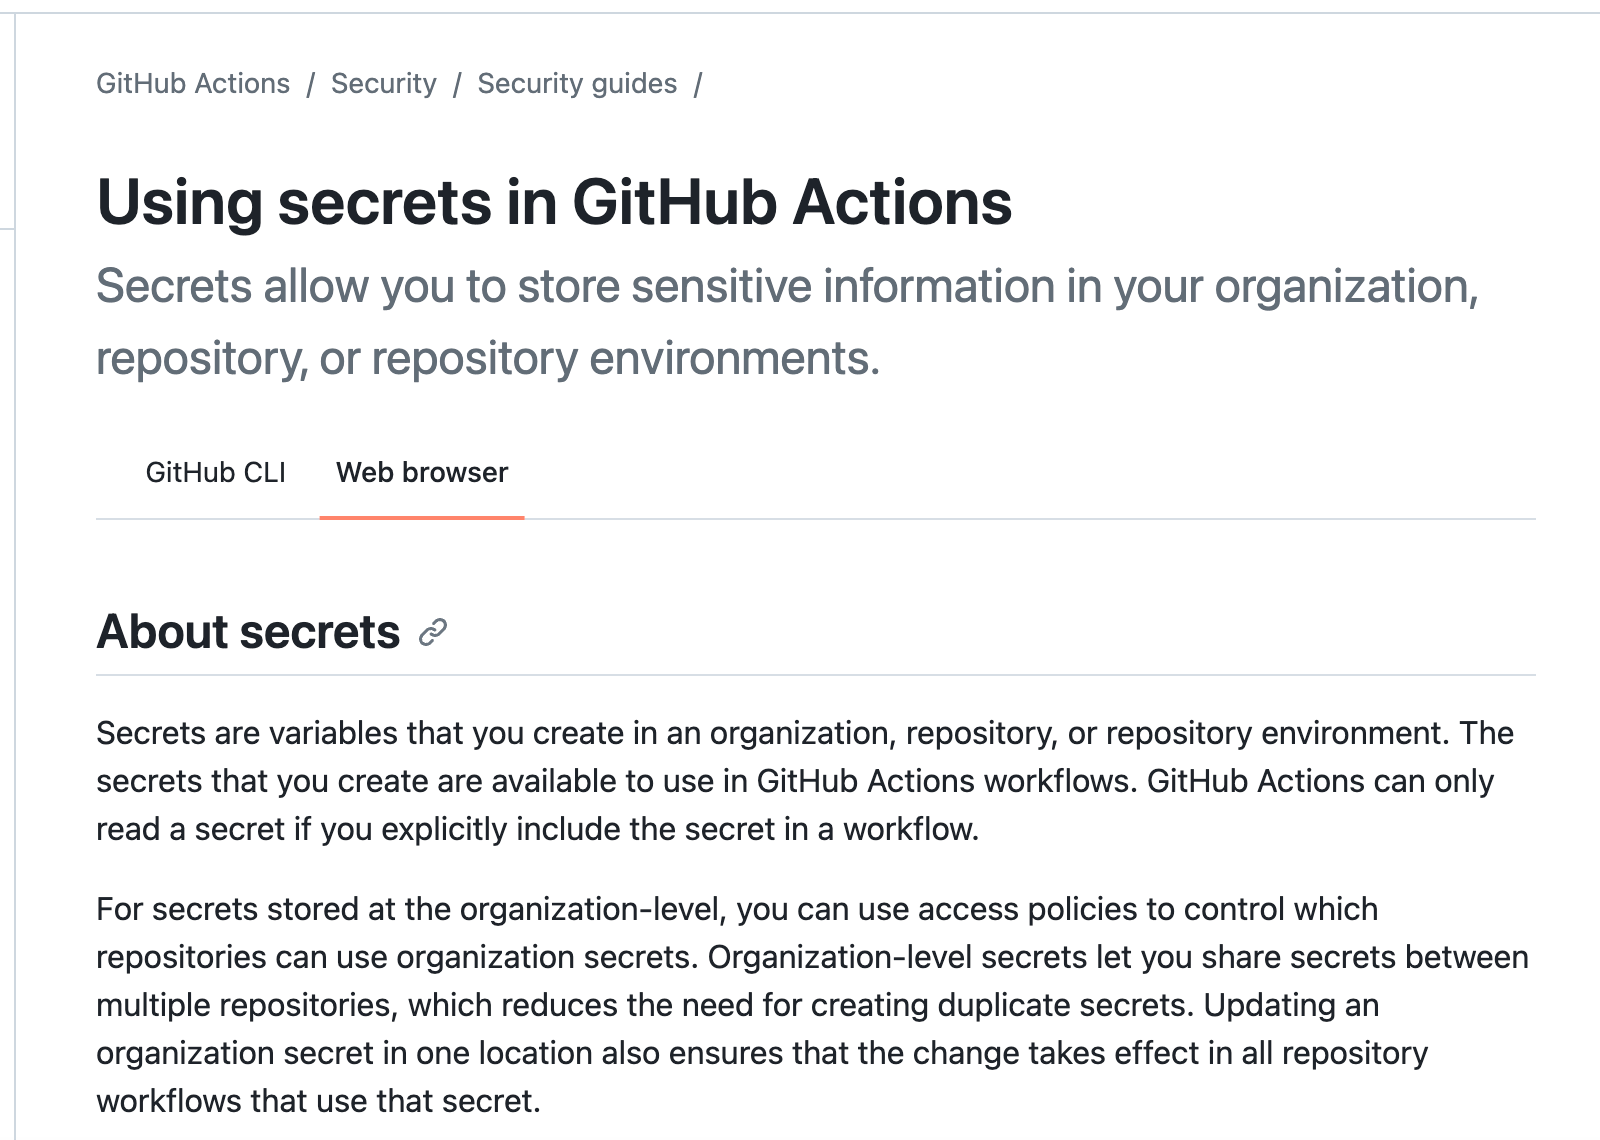 GitHub Actions / Security / Security guides /
Using secrets in GitHub Actions
Secrets allow you to store sensitive information in your organization,
repository, or repository environments.
GitHub CLI Web browser
About secrets
Secrets are variables that you create in an organization, repository, or repository environment. The
secrets that you create are available to use in GitHub Actions workflows. GitHub Actions can only
read a secret if you explicitly include the secret in a workflow.
For secrets stored at the organization-level, you can use access policies to control which
repositories can use organization secrets. Organization-level secrets let you share secrets between
multiple repositories, which reduces the need for creating duplicate secrets. Updating an
organization secret in one location also ensures that the change takes effect in all repository
workflows that use that secret.